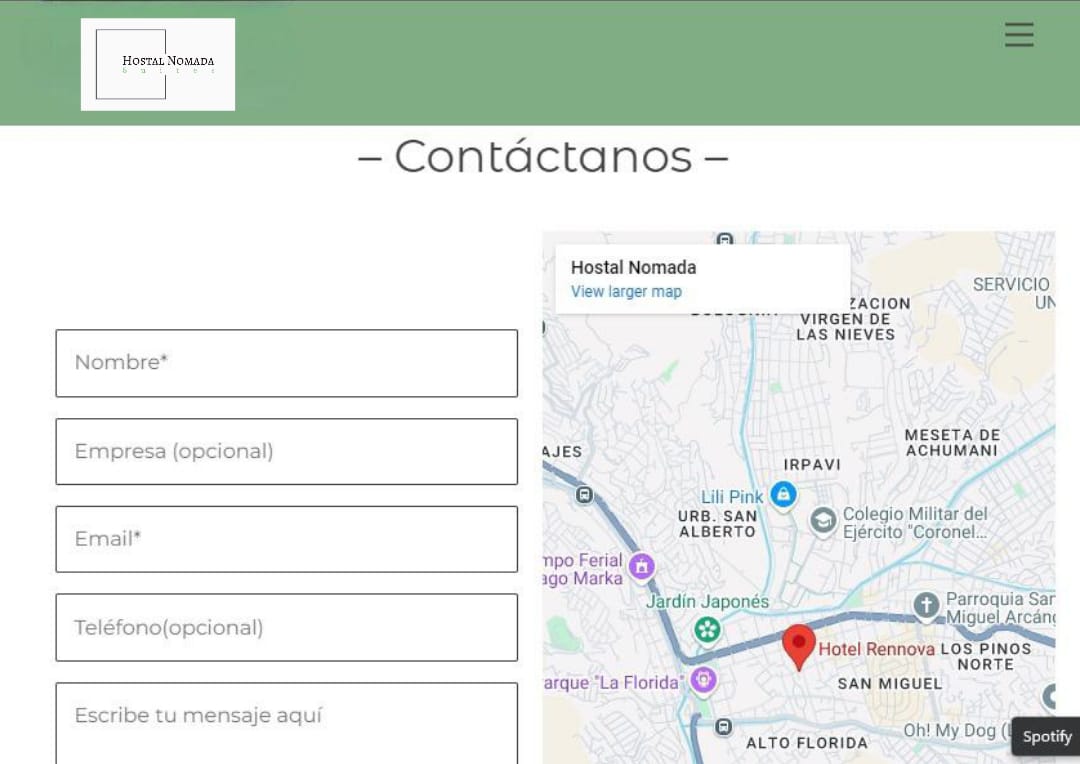 Hostal Nomada
Suites
– Contáctanos –
Nombre*
Empresa (opcional)
Email*
Teléfono(opcional)
Escribe tu mensaje aquí
Hostal Nomada
View larger map
SERVICIO
UN
ZACION
VIRGEN DE
LAS NIEVES
MESETA DE
ACHUMANI
AJES
IRPAVI
Lili Pink
URB. SAN
ALBERTO
Colegio Militar del
Ejército "Coronel...
mpo Ferial
ago Marka
Jardín Japonés
Parroquia San
Miguel Arcáng
Hotel Rennova
LOS PINOS
NORTE
arque "La Florida"
SAN MIGUEL
Oh! My Dog (L
ALTO FLORIDA
Spotify